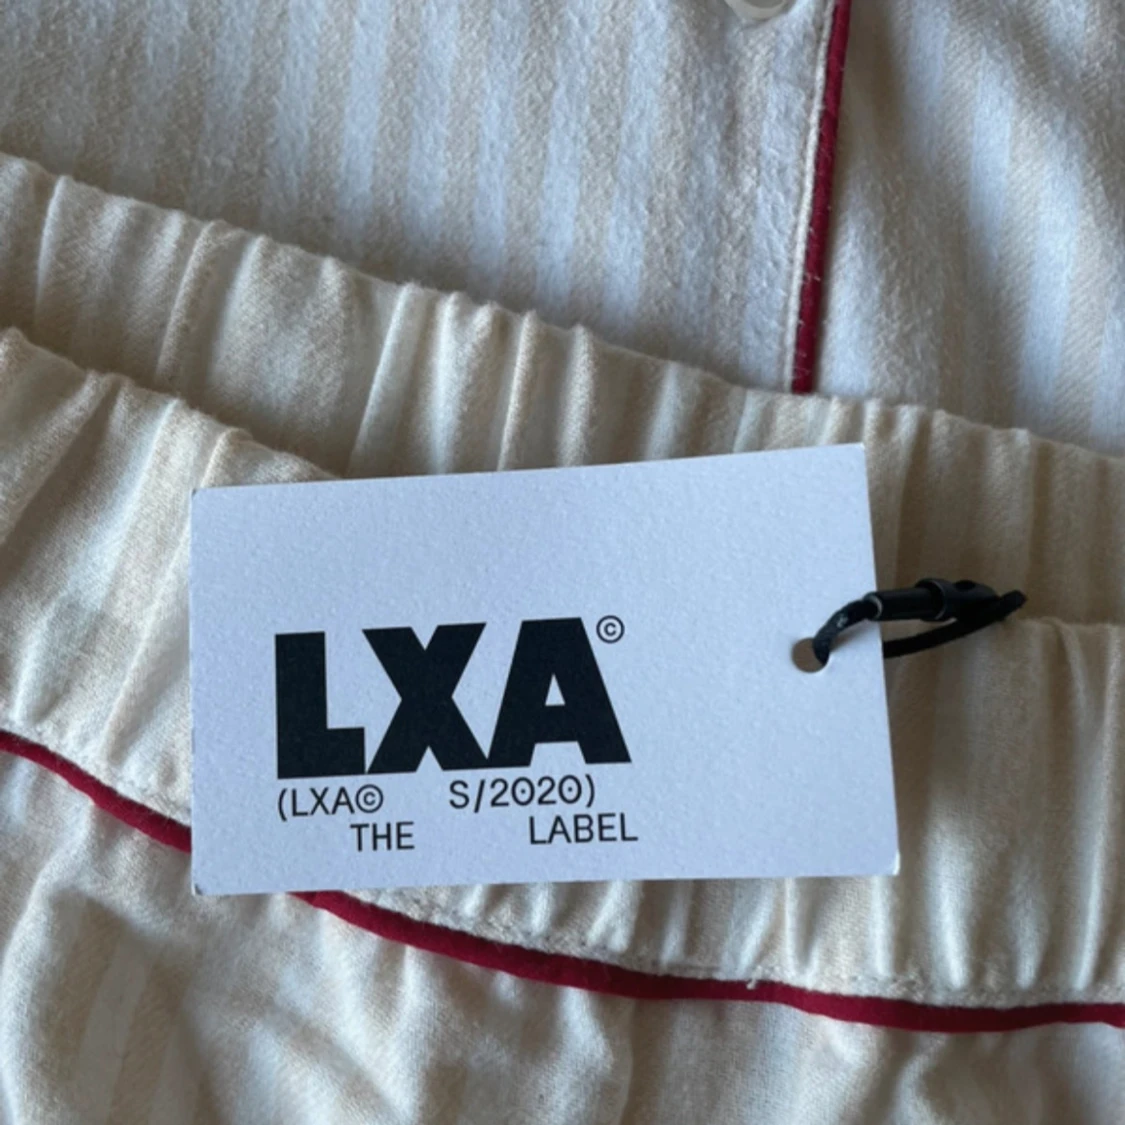 LXA©
(LXA© S/2020)
THE LABEL